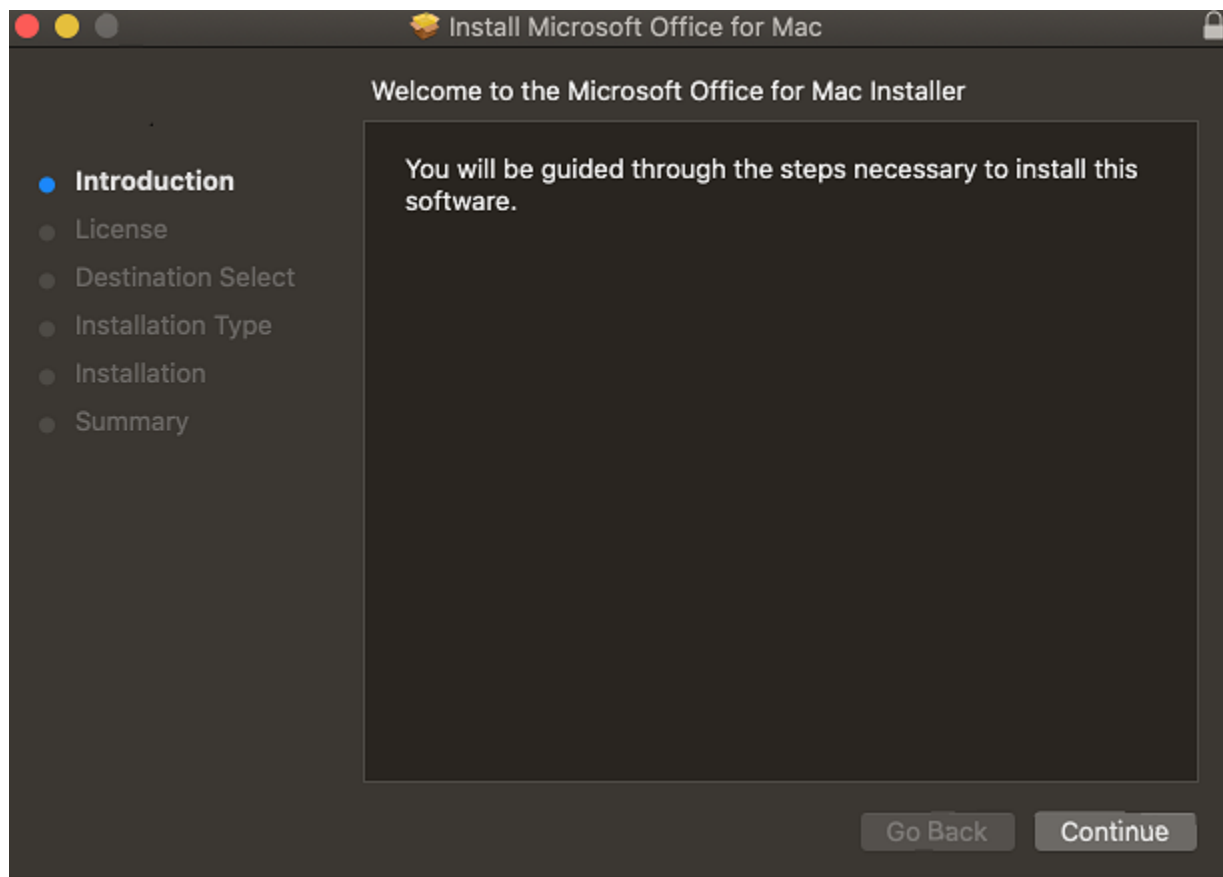 Install Microsoft Office for Mac
Welcome to the Microsoft Office for Mac Installer
Introduction
License
Destination Select
Installation Type
Installation
Summary
You will be guided through the steps necessary to install this
software.
Go Back
Continue